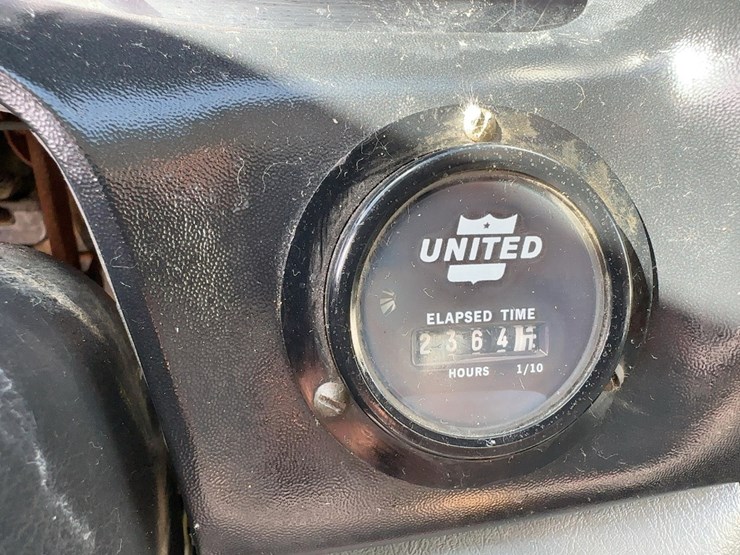 UNITED
ELAPSED TIME
2364
HOURS 1/10